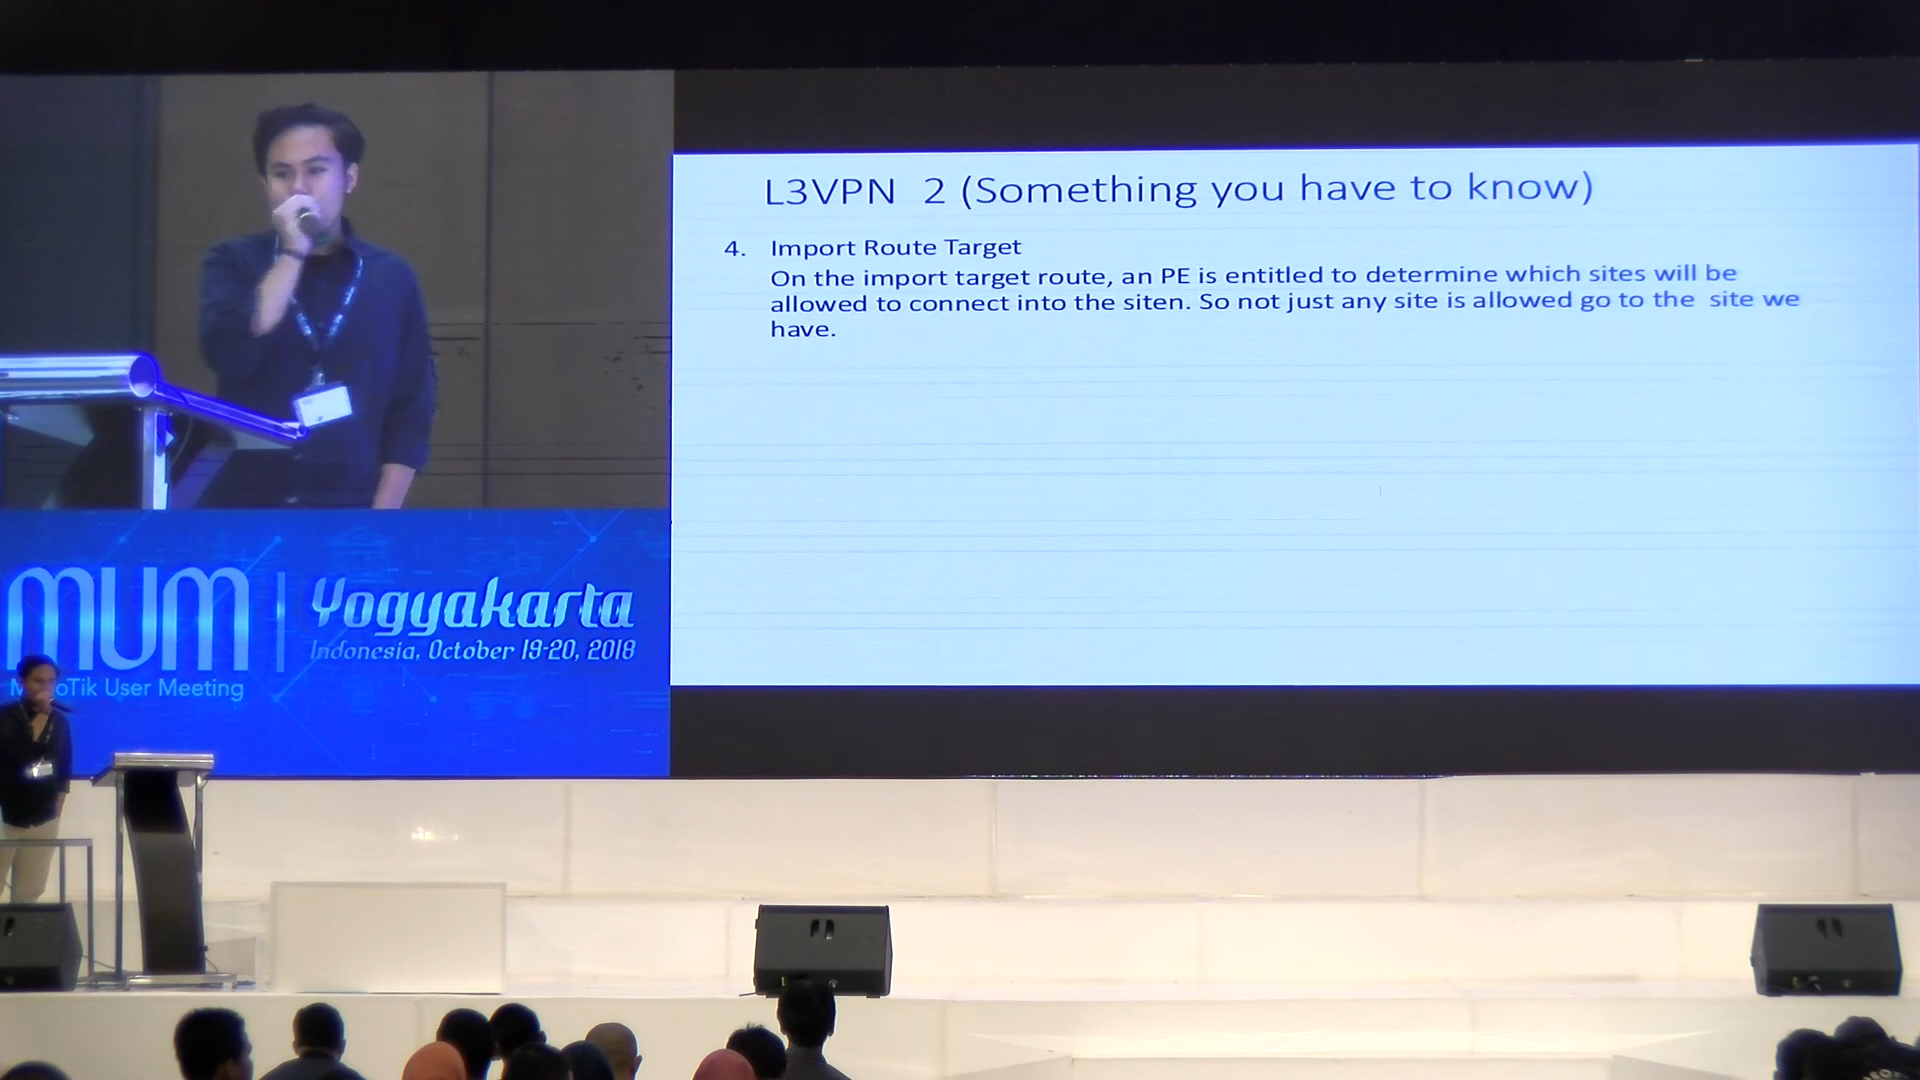 L3VPN 2 (Something you have to know)
4. Import Route Target
On the import target route, an PE is entitled to determine which sites will be
allowed to connect into the siten. So not just any site is allowed go to the site we
have.
MUM
Yogyakarta
Indonesia, October 19-20, 2018
User Meeting